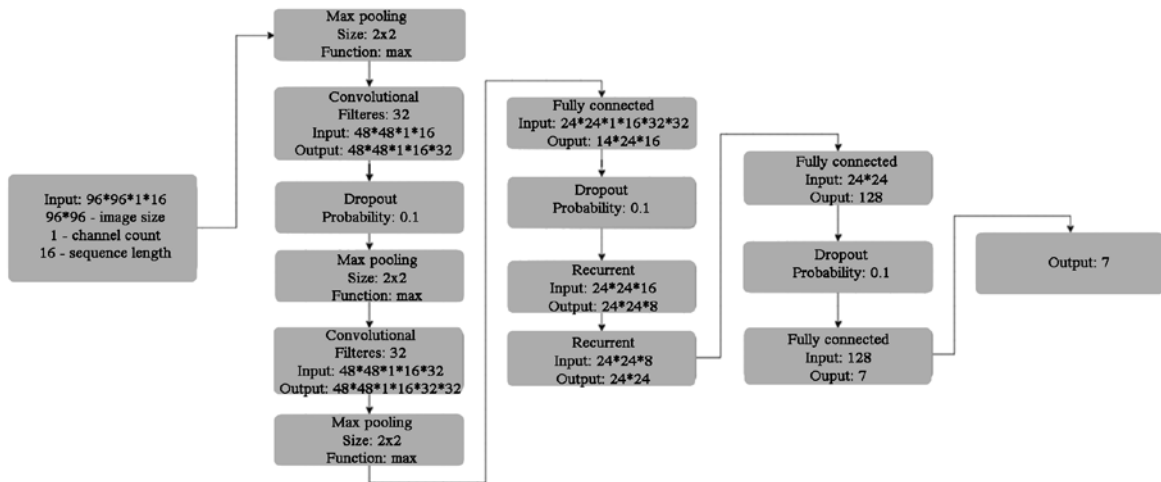 Input: 96*96*1*16
96*96 - image size
1 - channel count
16 - sequence length
Max pooling
Size: 2x2
Function: max
Convolutional
Filteres: 32
Input: 48*48*1*16
Output: 48*48*1*16*32
Dropout
Probability: 0.1
Max pooling
Size: 2x2
Function: max
Convolutional
Filteres: 32
Input: 48*48*1*16*32
Output: 48*48*1*16*32*32
Max pooling
Size: 2x2
Function: max
Fully connected
Input: 24*24*1*16*32*32
Ouput: 14*24*16
Dropout
Probability: 0.1
Recurrent
Input: 24*24*16
Output: 24*24*8
Recurrent
Input: 24*24*8
Output: 24*24
Fully connected
Input: 24*24
Ouput: 128
Dropout
Probability: 0.1
Fully connected
Input: 128
Ouput: 7
Output: 7